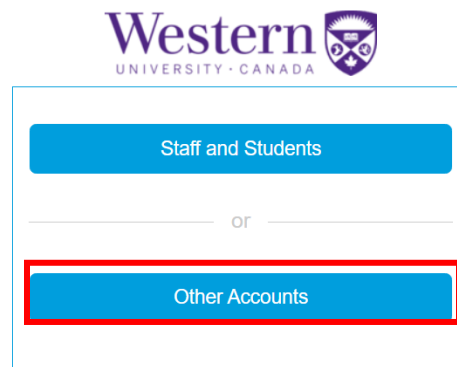 Western
UNIVERSITY · CANADA
Staff and Students
or
Other Accounts